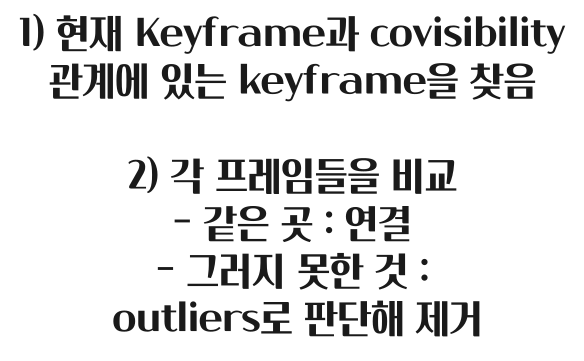 1) 현재 Keyframe과 covisibility
관계에 있는 keyframe을 찾음
2) 각 프레임들을 비교
- 같은 곳 : 연결
- 그러지 못한 것 :
outliers로 판단해 제거